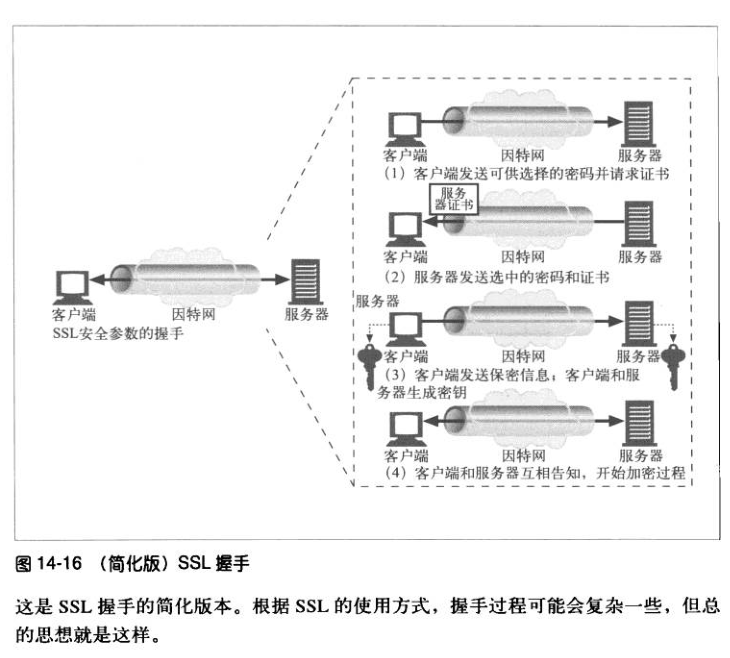 客户端
因特网
服务器
SSL安全参数的握手
客户端
因特网
服务器
(1) 客户端发送可供选择的密码并请求证书
服务
器证书
客户端
因特网
服务器
(2) 服务器发送选中的密码和证书
服务器
客户端
因特网
服务器
(3) 客户端发送保密信息；客户端和服
务器生成密钥
客户端
因特网
服务器
(4) 客户端和服务器互相告知，开始加密过程
图 14-16 （简化版）SSL 握手
这是 SSL 握手的简化版本。根据 SSL 的使用方式，握手过程可能会复杂一些，但总
的思想就是这样。